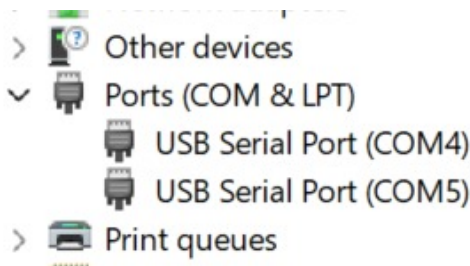 Other devices
Ports (COM & LPT)
USB Serial Port (COM4)
USB Serial Port (COM5)
Print queues